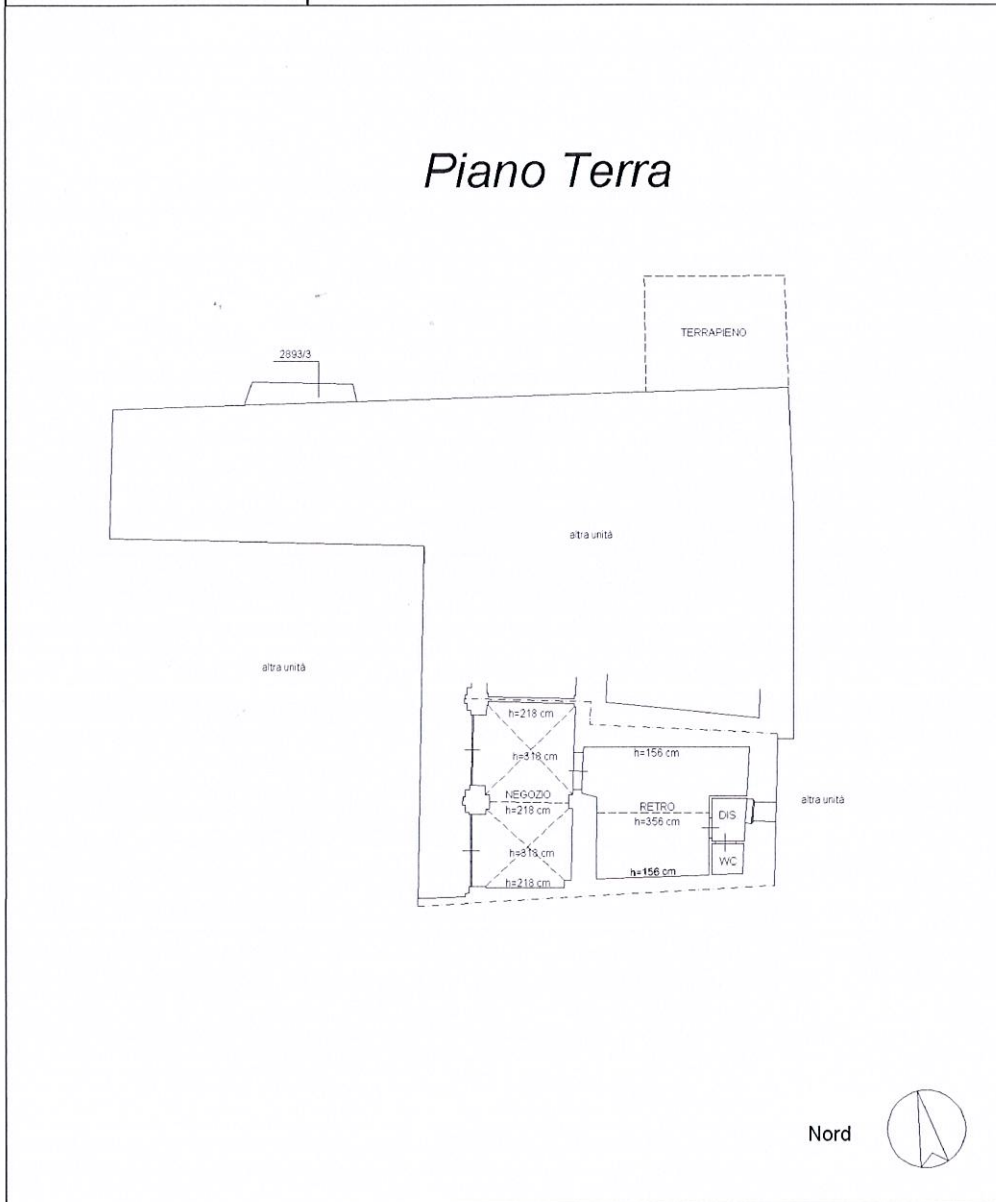 Piano Terra
TERRAPIENO
2893/3
altra unità
altra unità
h=218 cm
h=318 cm
h=156 cm
NEGOZIO
h=218 cm
RETRO
h=356 cm
DIS
altra unità
h=318 cm
WC
h=156 cm
h=218 cm
Nord